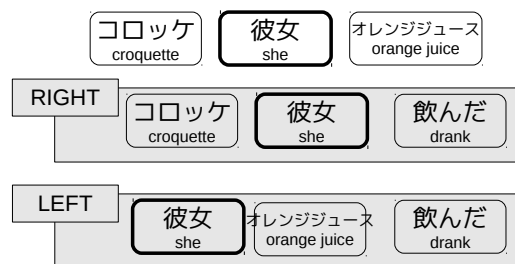 コロッケ 彼女 オレンジジュース
croquette she orange juice
RIGHT
コロッケ 彼女 飲んだ
croquette she drank
LEFT
彼女 オレンジジュース 飲んだ
she orange juice drank